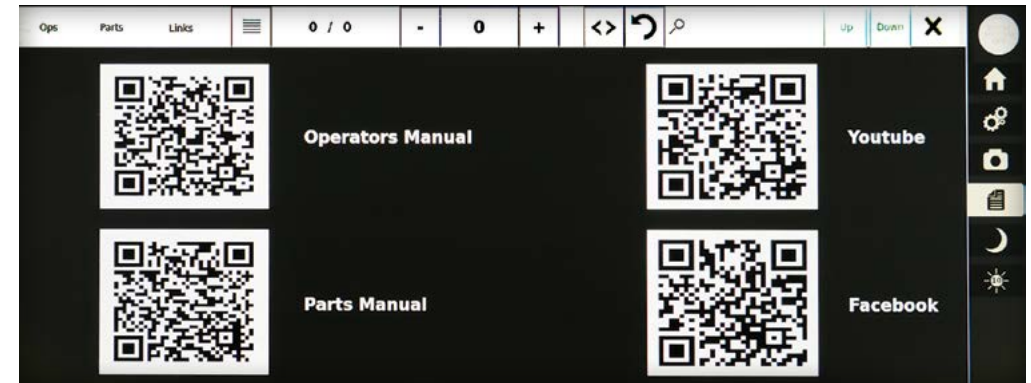 Ops Parts Links 0 / 0 - 0 + <> Up Down X
Operators Manual
Youtube
Parts Manual
Facebook